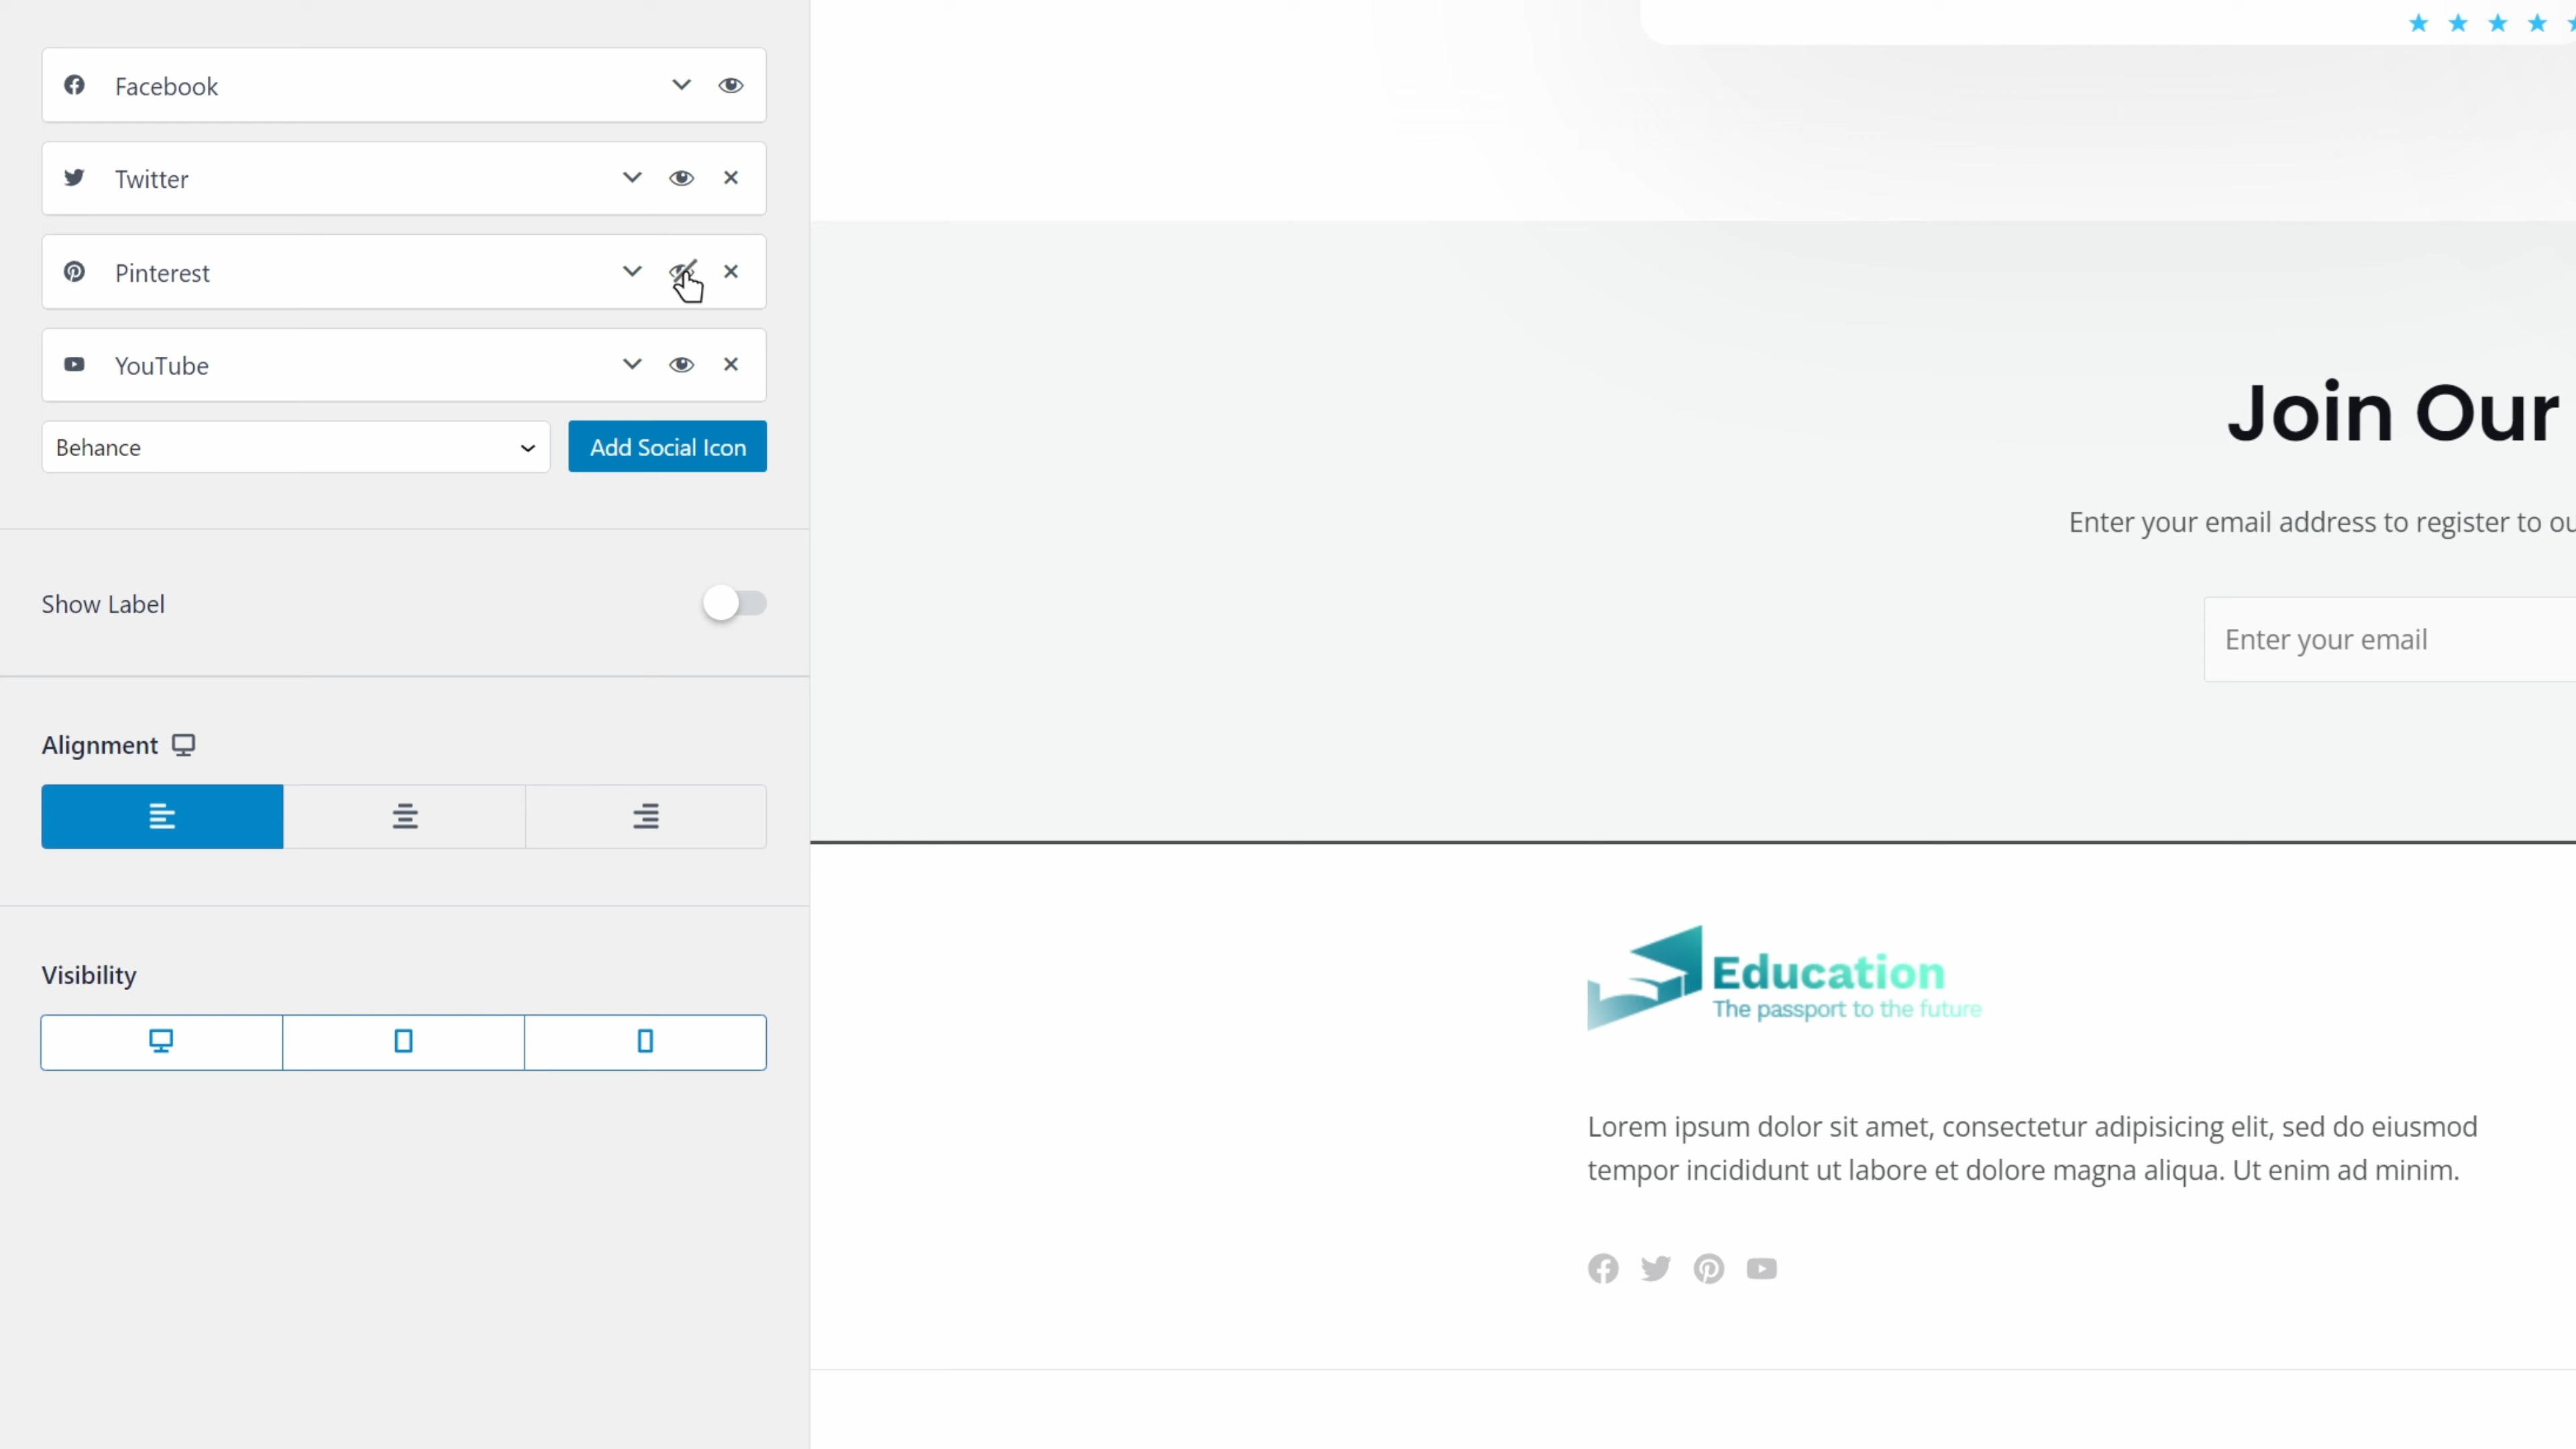 Facebook
Twitter
Pinterest
YouTube
Behance
Add Social Icon
Show Label
Alignment
Visibility
Join Our
Enter your email address to register to ou
Enter your email
Education
The passport to the future
Lorem ipsum dolor sit amet, consectetur adipisicing elit, sed do eiusmod
tempor incididunt ut labore et dolore magna aliqua. Ut enim ad minim.